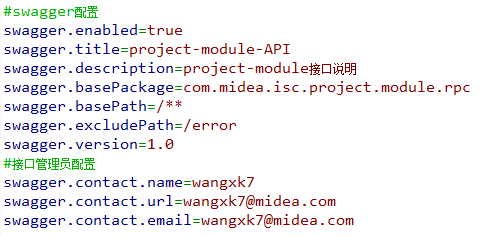 #swagger配置
swagger.enabled=true
swagger.title=project-module-API
swagger.description=project-module接口说明
swagger.basePackage=com.midea.isc.project.module.rpc
swagger.basePath=/**
swagger.excludePath=/error
swagger.version=1.0
#接口管理员配置
swagger.contact.name=wangxk7
swagger.contact.url=wangxk7@midea.com
swagger.contact.email=wangxk7@midea.com